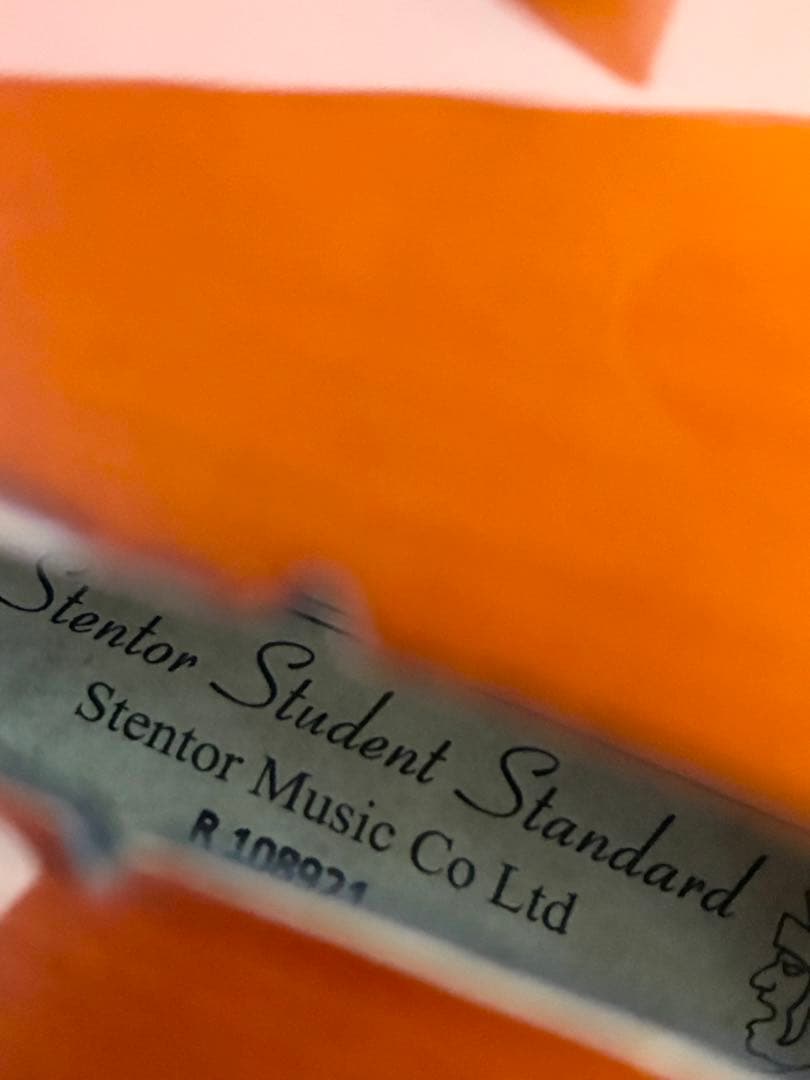 Stentor Student Standard
Stentor Music Co Ltd
R 108921